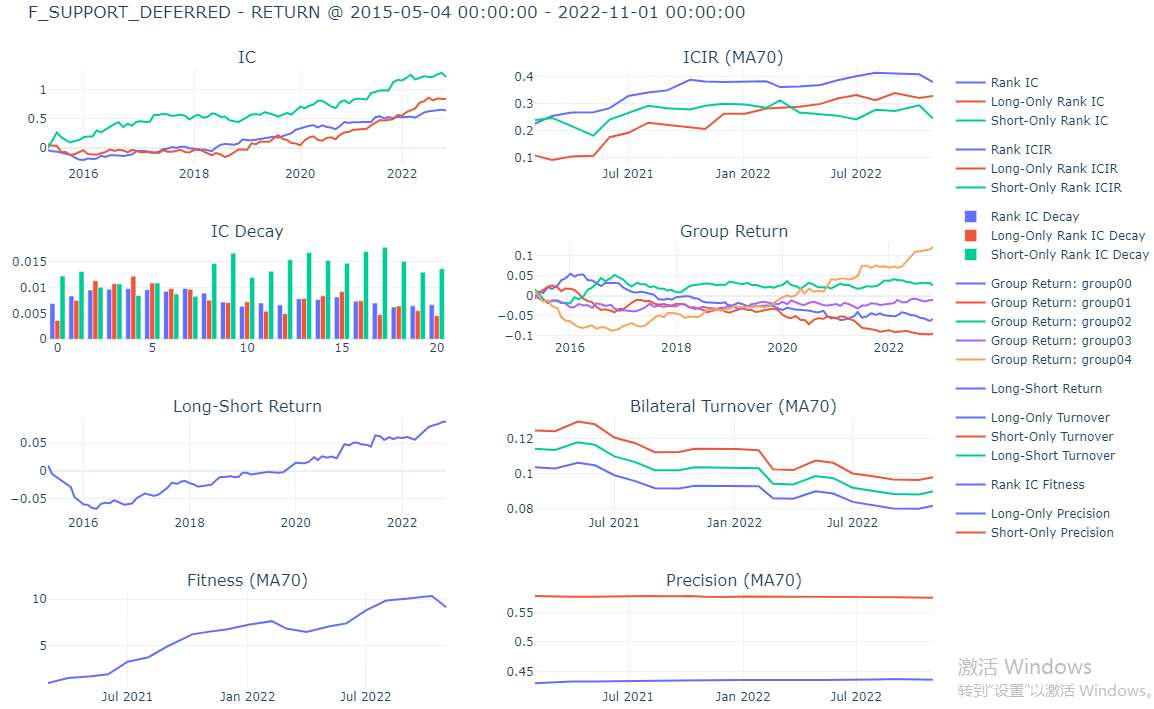 F_SUPPORT_DEFERRED - RETURN @ 2015-05-04 00:00:00 - 2022-11-01 00:00:00
IC
ICIR (MA70)
1
0.5
0
2016
2018
2020
2022
0.4
0.3
0.2
0.1
Jul 2021
Jan 2022
Jul 2022
IC Decay
Group Return
0.015
0.01
0.005
0
0
5
10
15
20
0.1
0.05
0
−0.05
−0.1
2016
2018
2020
2022
Long-Short Return
Bilateral Turnover (MA70)
0.05
0
−0.05
2016
2018
2020
2022
0.12
0.1
0.08
Jul 2021
Jan 2022
Jul 2022
Fitness (MA70)
Precision (MA70)
10
5
Jul 2021
Jan 2022
Jul 2022
0.55
0.5
0.45
Jul 2021
Jan 2022
Jul 2022
Rank IC
Long-Only Rank IC
Short-Only Rank IC
Rank ICIR
Long-Only Rank ICIR
Short-Only Rank ICIR
Rank IC Decay
Long-Only Rank IC Decay
Short-Only Rank IC Decay
Group Return: group00
Group Return: group01
Group Return: group02
Group Return: group03
Group Return: group04
Long-Short Return
Long-Only Turnover
Short-Only Turnover
Long-Short Turnover
Rank IC Fitness
Long-Only Precision
Short-Only Precision
激活 Windows
转到“设置”以激活 Windows。